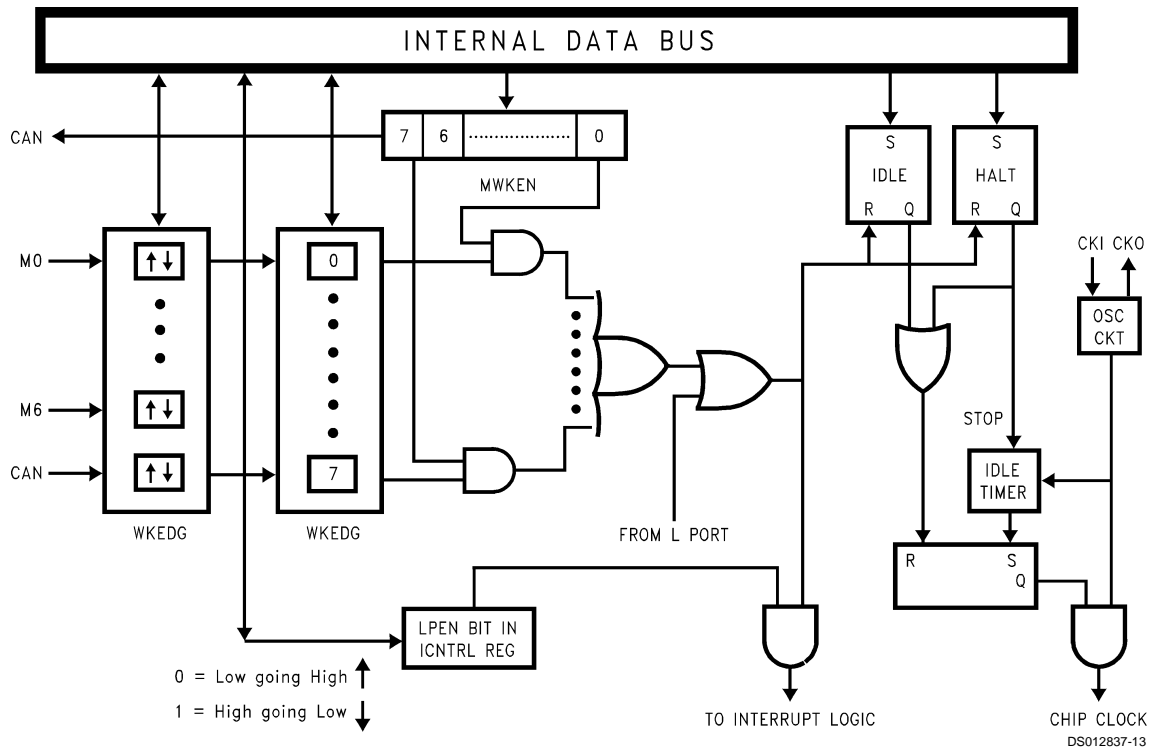 INTERNAL DATA BUS
CAN
7 6 .................... 0
MWKEN
S
IDLE
R Q
S
HALT
R Q
CKI CKO
OSC
CKT
M0
0
M6
CAN
7
WKEDG
WKEDG
FROM L PORT
STOP
IDLE
TIMER
R S
Q
LPEN BIT IN
ICNTRL REG
0 = Low going High
1 = High going Low
TO INTERRUPT LOGIC
CHIP CLOCK
DS012837-13